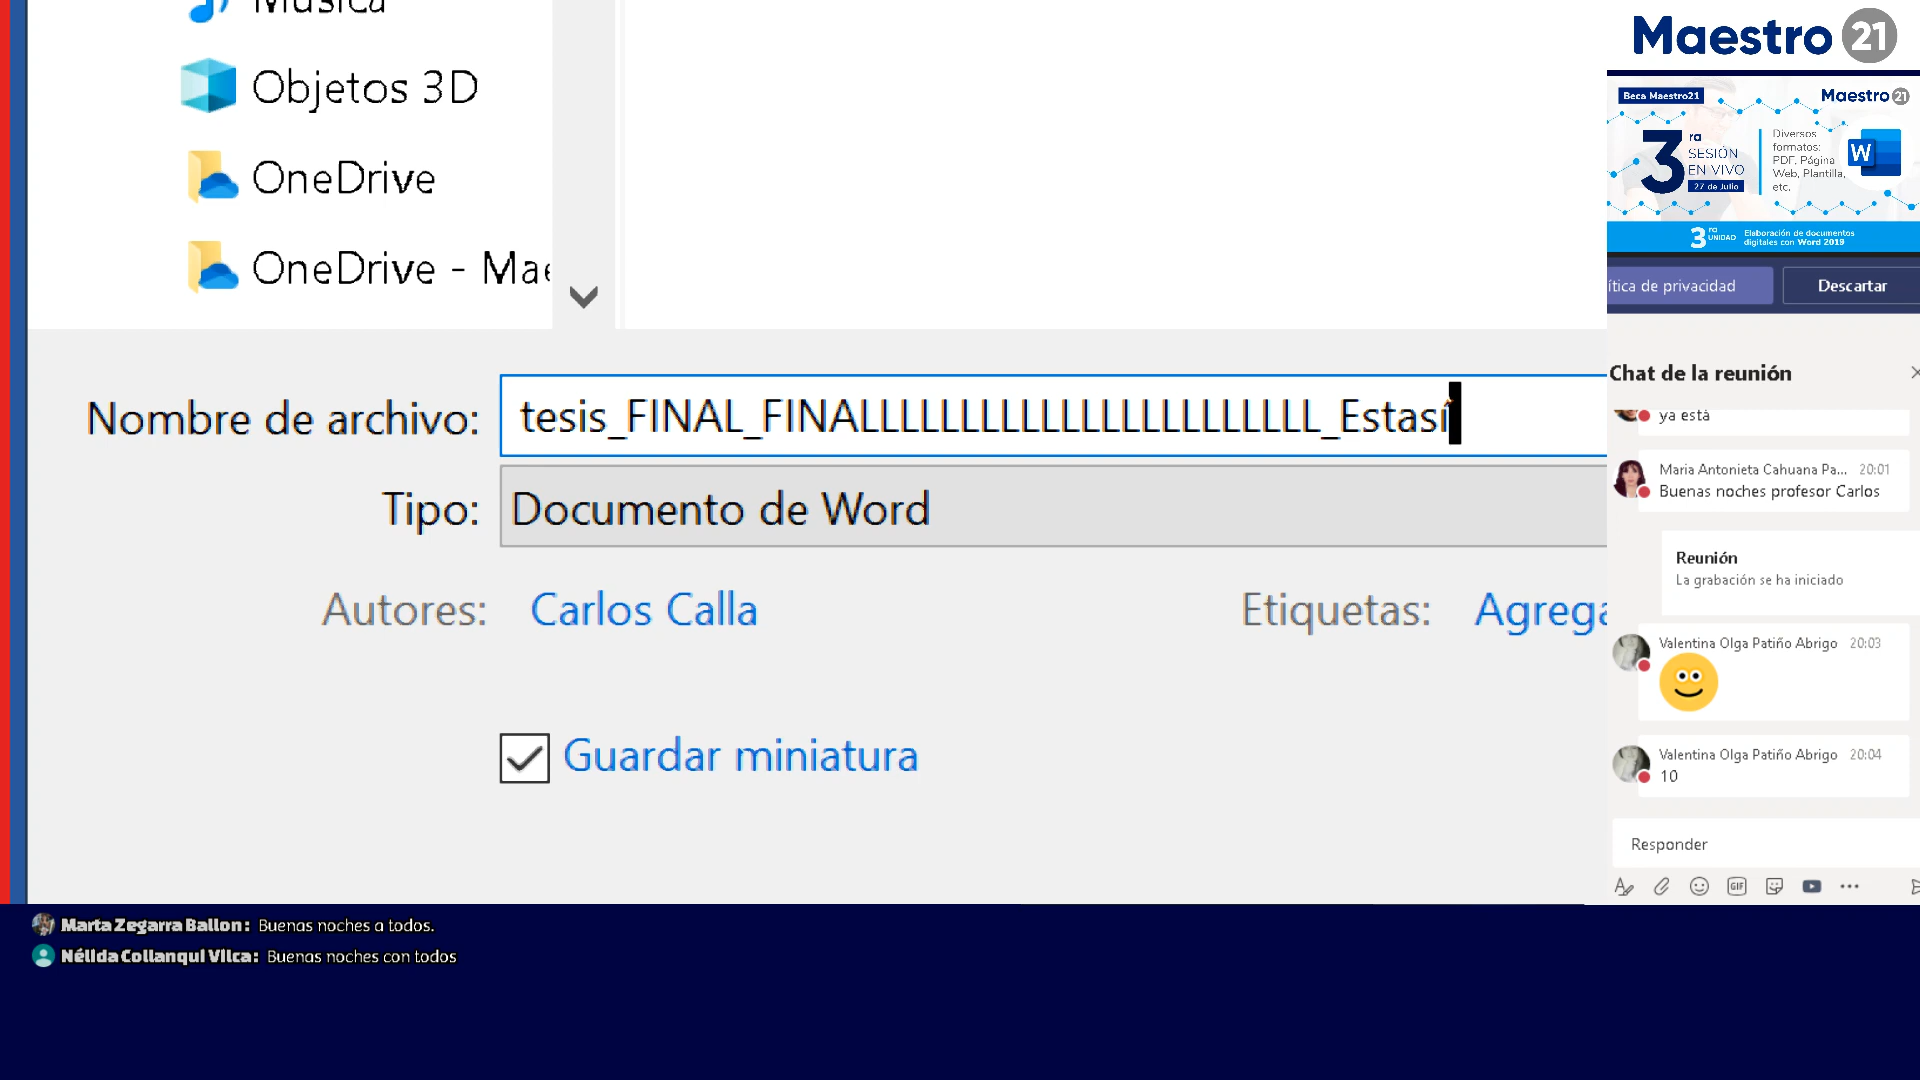 Música
Objetos 3D
OneDrive
OneDrive - Mae
Nombre de archivo: tesis_FINAL_FINALLLLLLLLLLLLLLLLLLLLLLL_Estasí
Tipo: Documento de Word
Autores: Carlos Calla
Etiquetas: Agrega
Guardar miniatura
Maestro 21
Beca Maestro21
Maestro 21
3ra SESIÓN EN VIVO
27 de Julio
Diversos
formatos:
PDF, Página
Web, Plantilla,
etc.
W
3ra UNIDAD
Elaboración de documentos
digitales con Word 2019
ítica de privacidad
Descartar
Chat de la reunión
ya está
Maria Antonieta Cahuana Pa... 20:01
Buenas noches profesor Carlos
Reunión
La grabación se ha iniciado
Valentina Olga Patiño Abrigo 20:03
Valentina Olga Patiño Abrigo 20:04
10
Responder
GIF
Marta Zegarra Ballon: Buenas noches a todos.
Nélida Collanqui Vilca: Buenas noches con todos